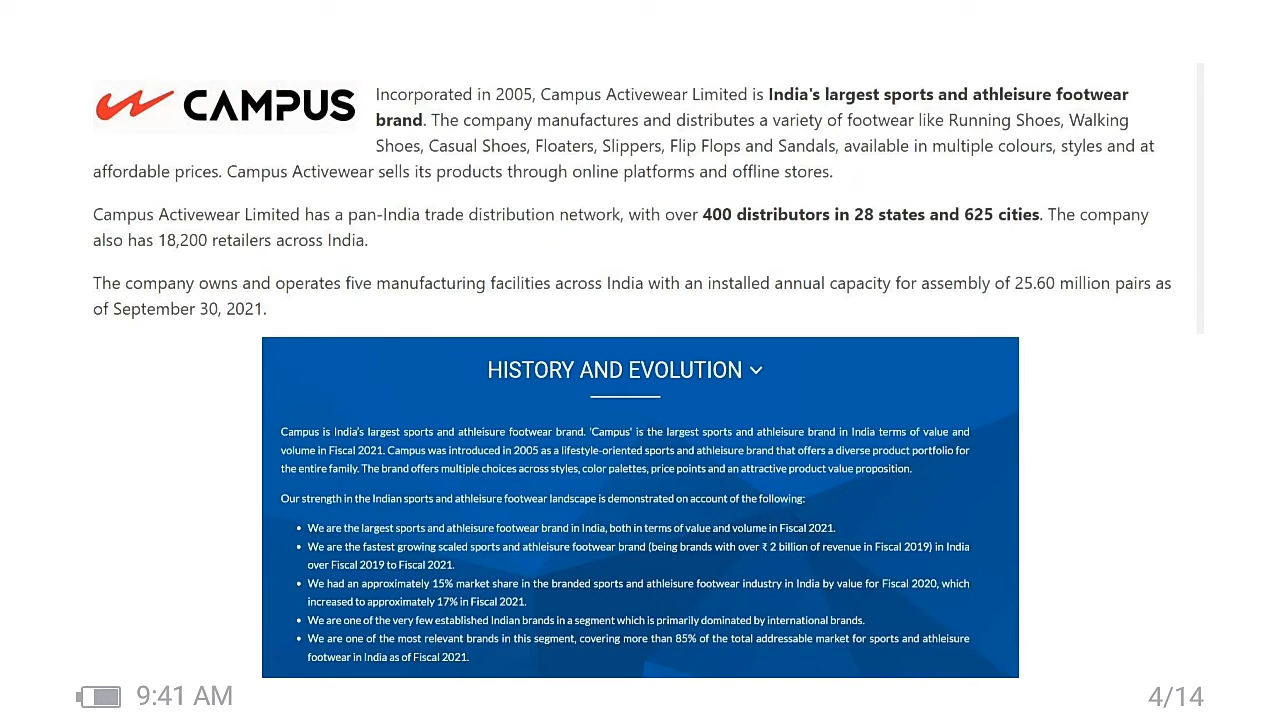 CAMPUS
Incorporated in 2005, Campus Activewear Limited is India's largest sports and athleisure footwear
brand. The company manufactures and distributes a variety of footwear like Running Shoes, Walking
Shoes, Casual Shoes, Floaters, Slippers, Flip Flops and Sandals, available in multiple colours, styles and at
affordable prices. Campus Activewear sells its products through online platforms and offline stores.
Campus Activewear Limited has a pan-India trade distribution network, with over 400 distributors in 28 states and 625 cities. The company
also has 18,200 retailers across India.
The company owns and operates five manufacturing facilities across India with an installed annual capacity for assembly of 25.60 million pairs as
of September 30, 2021.
HISTORY AND EVOLUTION
Campus is India's largest sports and athleisure footwear brand. 'Campus' is the largest sports and athleisure brand in India terms of value and
volume in Fiscal 2021. Campus was introduced in 2005 as a lifestyle-oriented sports and athleisure brand that offers a diverse product portfolio for
the entire family. The brand offers multiple choices across styles, color palettes, price points and an attractive product value proposition.
Our strength in the Indian sports and athleisure footwear landscape is demonstrated on account of the following:
• We are the largest sports and athleisure footwear brand in India, both in terms of value and volume in Fiscal 2021.
• We are the fastest growing scaled sports and athleisure footwear brand (being brands with over ₹ 2 billion of revenue in Fiscal 2019) in India
over Fiscal 2019 to Fiscal 2021.
• We had an approximately 15% market share in the branded sports and athleisure footwear industry in India by value for Fiscal 2020, which
increased to approximately 17% in Fiscal 2021.
• We are one of the very few established Indian brands in a segment which is primarily dominated by international brands.
• We are one of the most relevant brands in this segment, covering more than 85% of the total addressable market for sports and athleisure
footwear in India as of Fiscal 2021.
9:41 AM
4/14